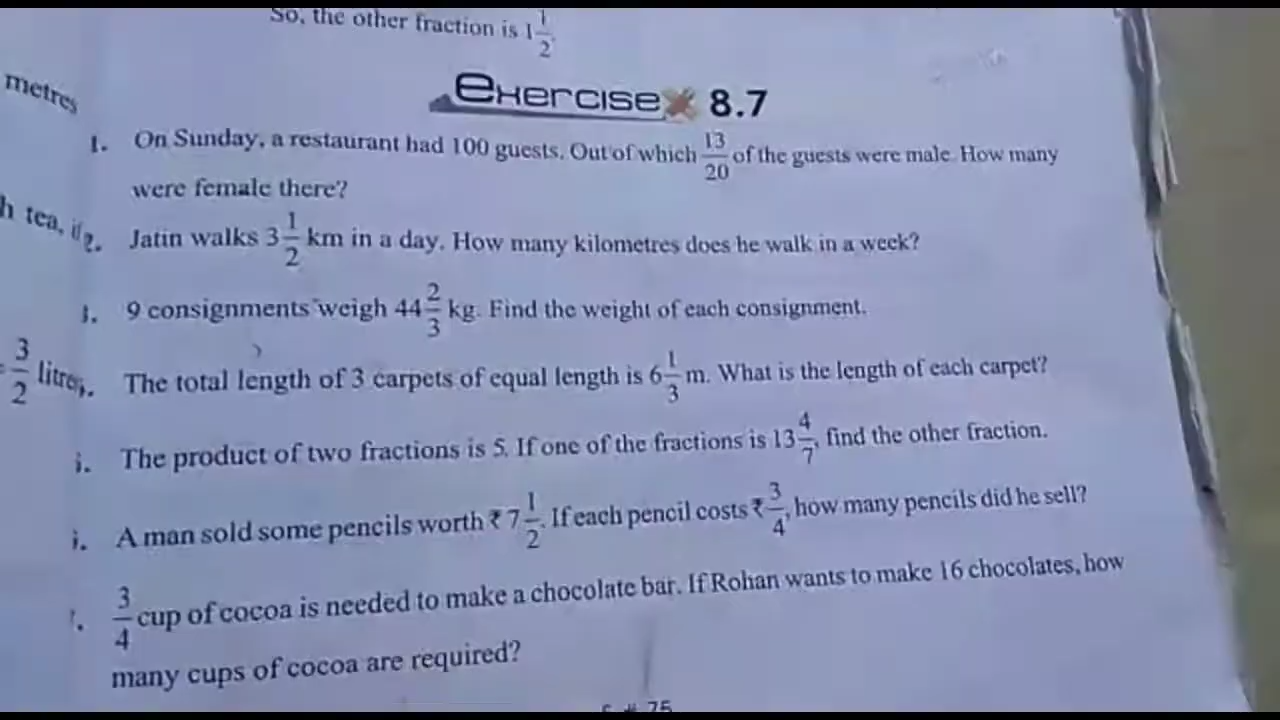 So, the other fraction is 1 1/2.
metres
Exercise 8.7
1. On Sunday, a restaurant had 100 guests. Out of which 13/20 of the guests were male. How many
were female there?
h tea, if
2. Jatin walks 3 1/2 km in a day. How many kilometres does he walk in a week?
9 consignments weigh 44 2/3 kg. Find the weight of each consignment.
3/2 litres
The total length of 3 carpets of equal length is 6 1/3 m. What is the length of each carpet?
The product of two fractions is 5. If one of the fractions is 13 4/7, find the other fraction.
A man sold some pencils worth ₹ 7 1/2. If each pencil costs ₹ 3/4, how many pencils did he sell?
3/4 cup of cocoa is needed to make a chocolate bar. If Rohan wants to make 16 chocolates, how
many cups of cocoa are required?